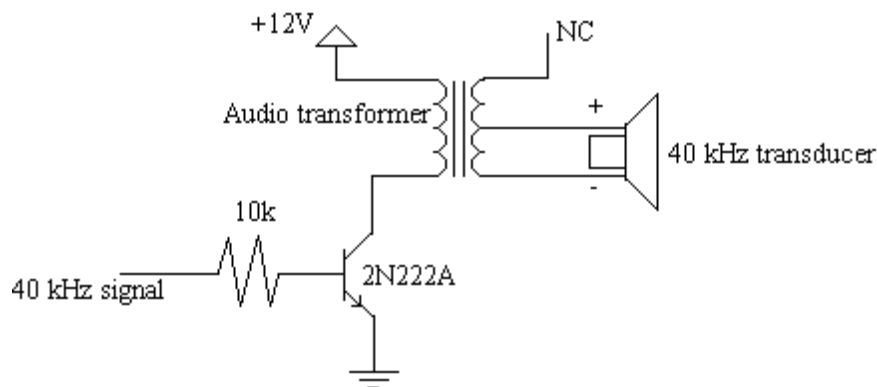 +12V
NC
Audio transformer
+
40 kHz transducer
-
10k
2N222A
40 kHz signal